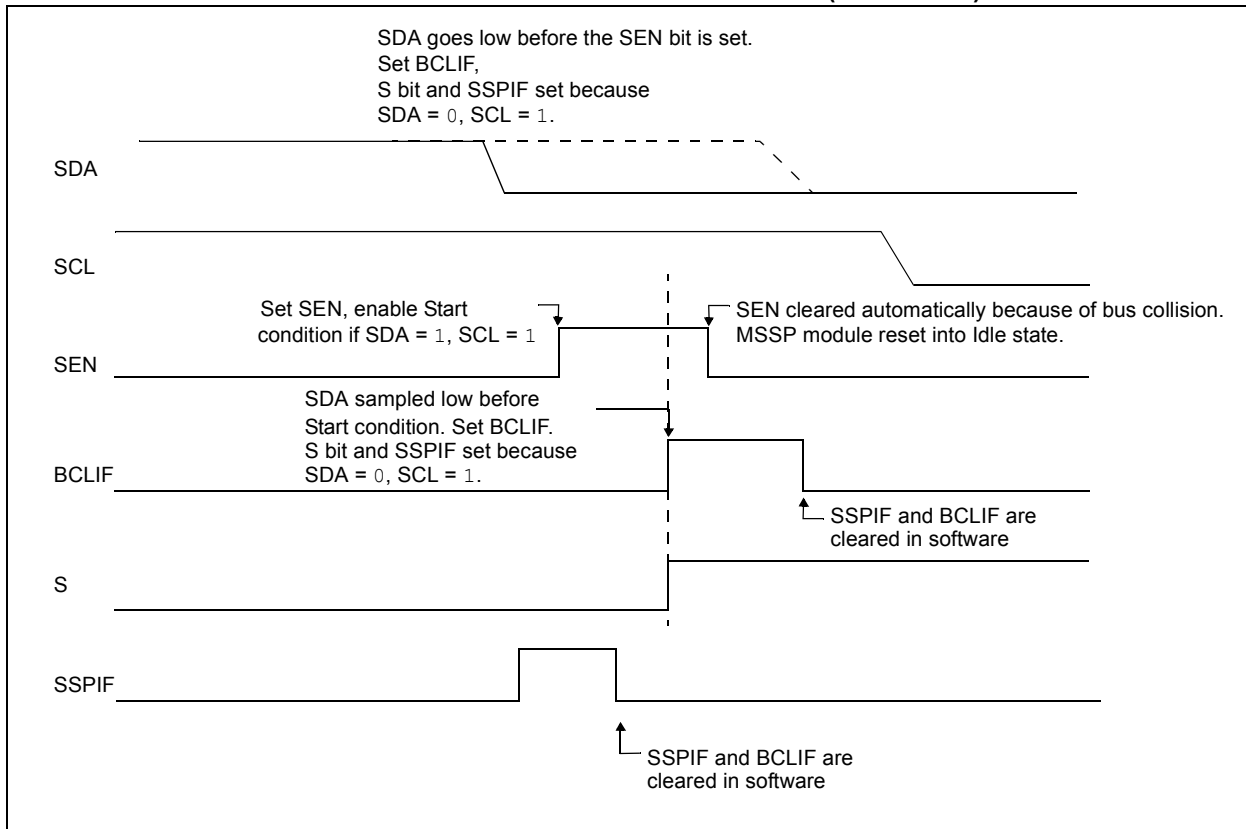 SDA goes low before the SEN bit is set.
Set BCLIF,
S bit and SSPIF set because
SDA = 0, SCL = 1.
SDA
SCL
Set SEN, enable Start
condition if SDA = 1, SCL = 1
SEN cleared automatically because of bus collision.
MSSP module reset into Idle state.
SEN
SDA sampled low before
Start condition. Set BCLIF.
S bit and SSPIF set because
SDA = 0, SCL = 1.
BCLIF
SSPIF and BCLIF are
cleared in software
S
SSPIF
SSPIF and BCLIF are
cleared in software